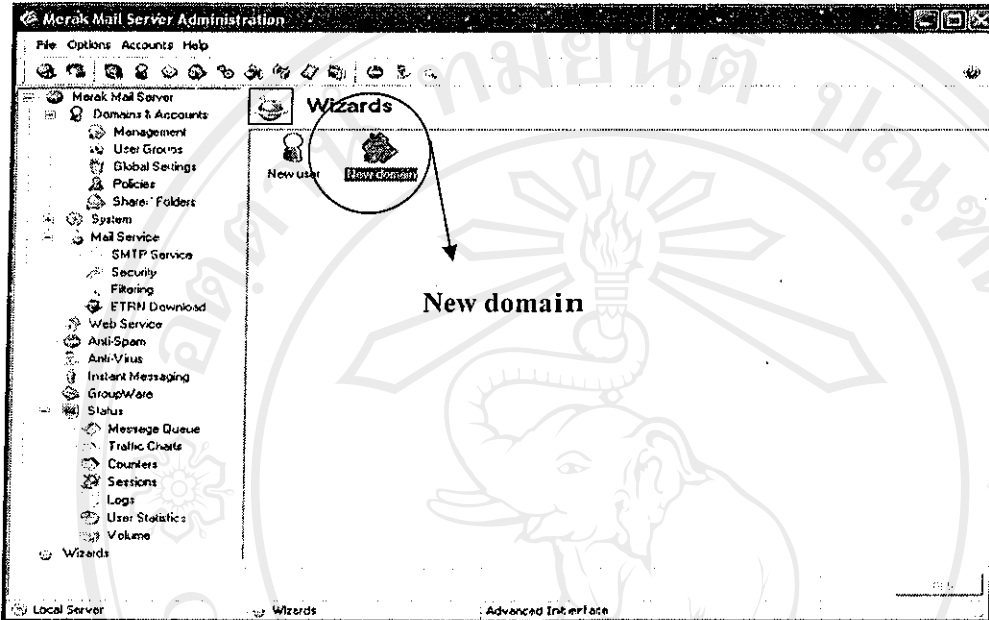 Merak Mail Server Administration
File Options Accounts Help
Merak Mail Server
Domains & Accounts
Management
User Groups
Global Settings
Policies
Share Folders
System
Mail Service
SMTP Service
Security
Filtering
ETRN Download
Web Service
Anti-Spam
Anti-Virus
Instant Messaging
GroupWare
Status
Message Queue
Traffic Charts
Counters
Sessions
Logs
User Statistics
Volume
Wizards
Wizards
New user
New domain
New domain
Local Server
Wizards
Advanced Interface